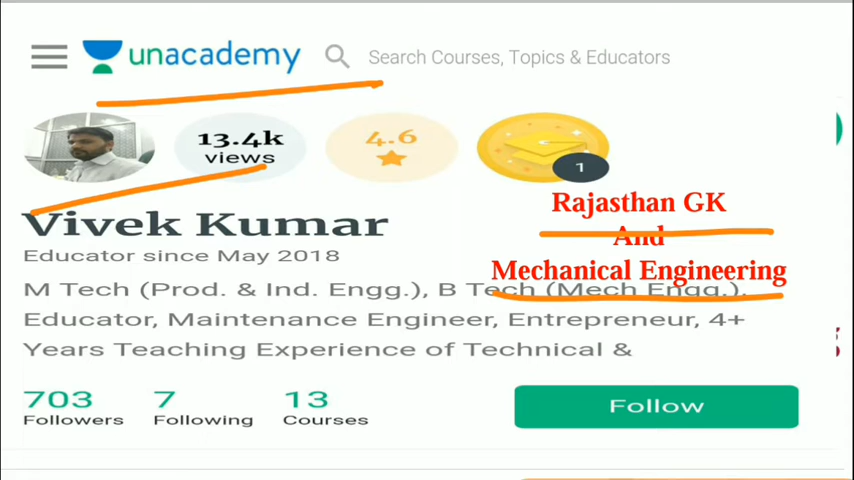 unacademy
Search Courses, Topics & Educators
13.4k
views
4.6
1
Rajasthan GK
And
Mechanical Engineering
Vivek Kumar
Educator since May 2018
M Tech (Prod. & Ind. Engg.), B Tech (Mech Engg.),
Educator, Maintenance Engineer, Entrepreneur, 4+
Years Teaching Experience of Technical &
703
Followers
7
Following
13
Courses
Follow